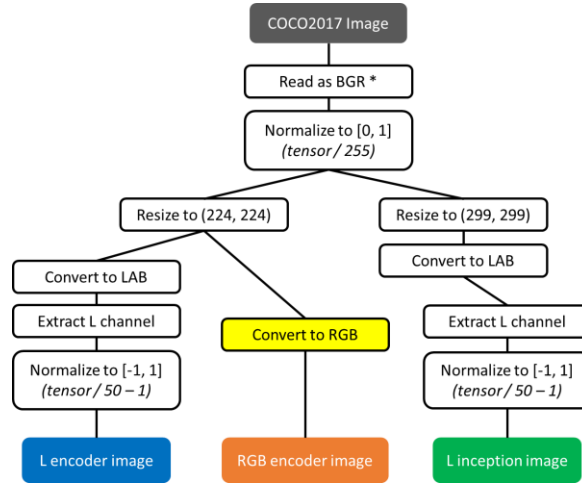 COCO2017 Image
Read as BGR *
Normalize to [0, 1]
(tensor / 255)
Resize to (224, 224)
Resize to (299, 299)
Convert to LAB
Convert to LAB
Extract L channel
Convert to RGB
Extract L channel
Normalize to [-1, 1]
(tensor / 50 – 1)
Normalize to [-1, 1]
(tensor / 50 – 1)
L encoder image
RGB encoder image
L inception image